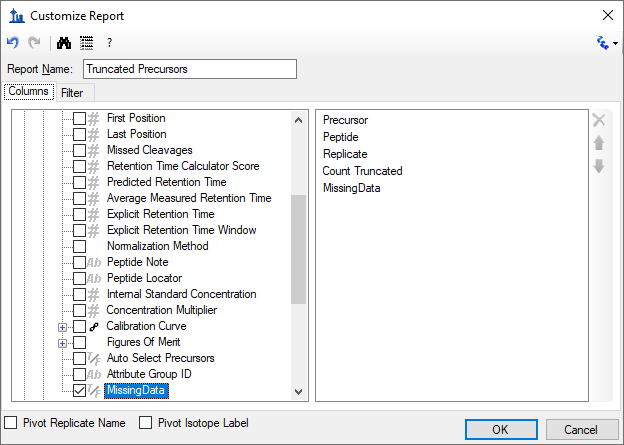 Customize Report
?
Report Name: Truncated Precursors
Columns Filter
# First Position
# Last Position
# Missed Cleavages
# Retention Time Calculator Score
# Predicted Retention Time
# Average Measured Retention Time
# Explicit Retention Time
# Explicit Retention Time Window
Normalization Method
Ab Peptide Note
Ab Peptide Locator
# Internal Standard Concentration
# Concentration Multiplier
Calibration Curve
Figures Of Merit
T/F Auto Select Precursors
Ab Attribute Group ID
T/F MissingData
Precursor
Peptide
Replicate
Count Truncated
MissingData
Pivot Replicate Name Pivot Isotope Label
OK Cancel